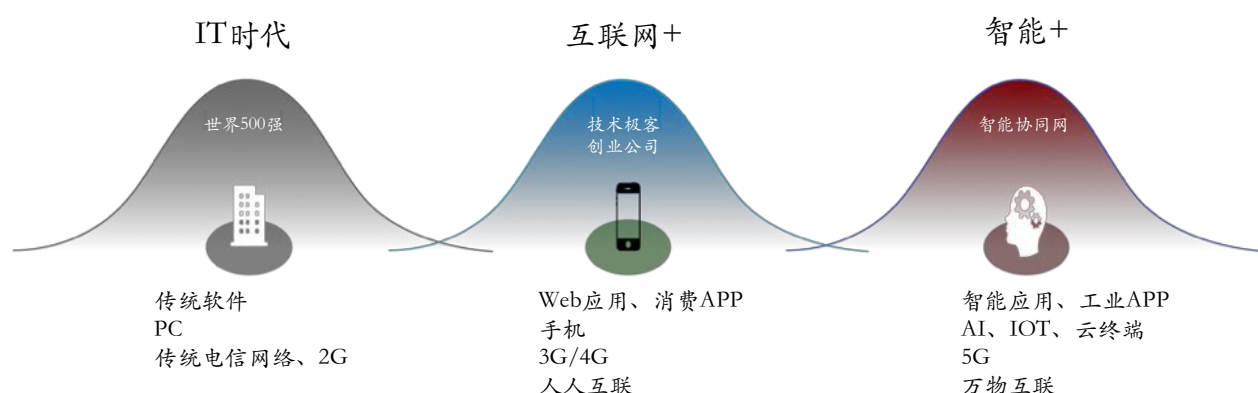 IT时代
互联网+
智能+
世界500强
技术极客
创业公司
智能协同网
传统软件
PC
传统电信网络、2G
Web应用、消费APP
手机
3G/4G
人人互联
智能应用、工业APP
AI、IOT、云终端
5G
万物互联